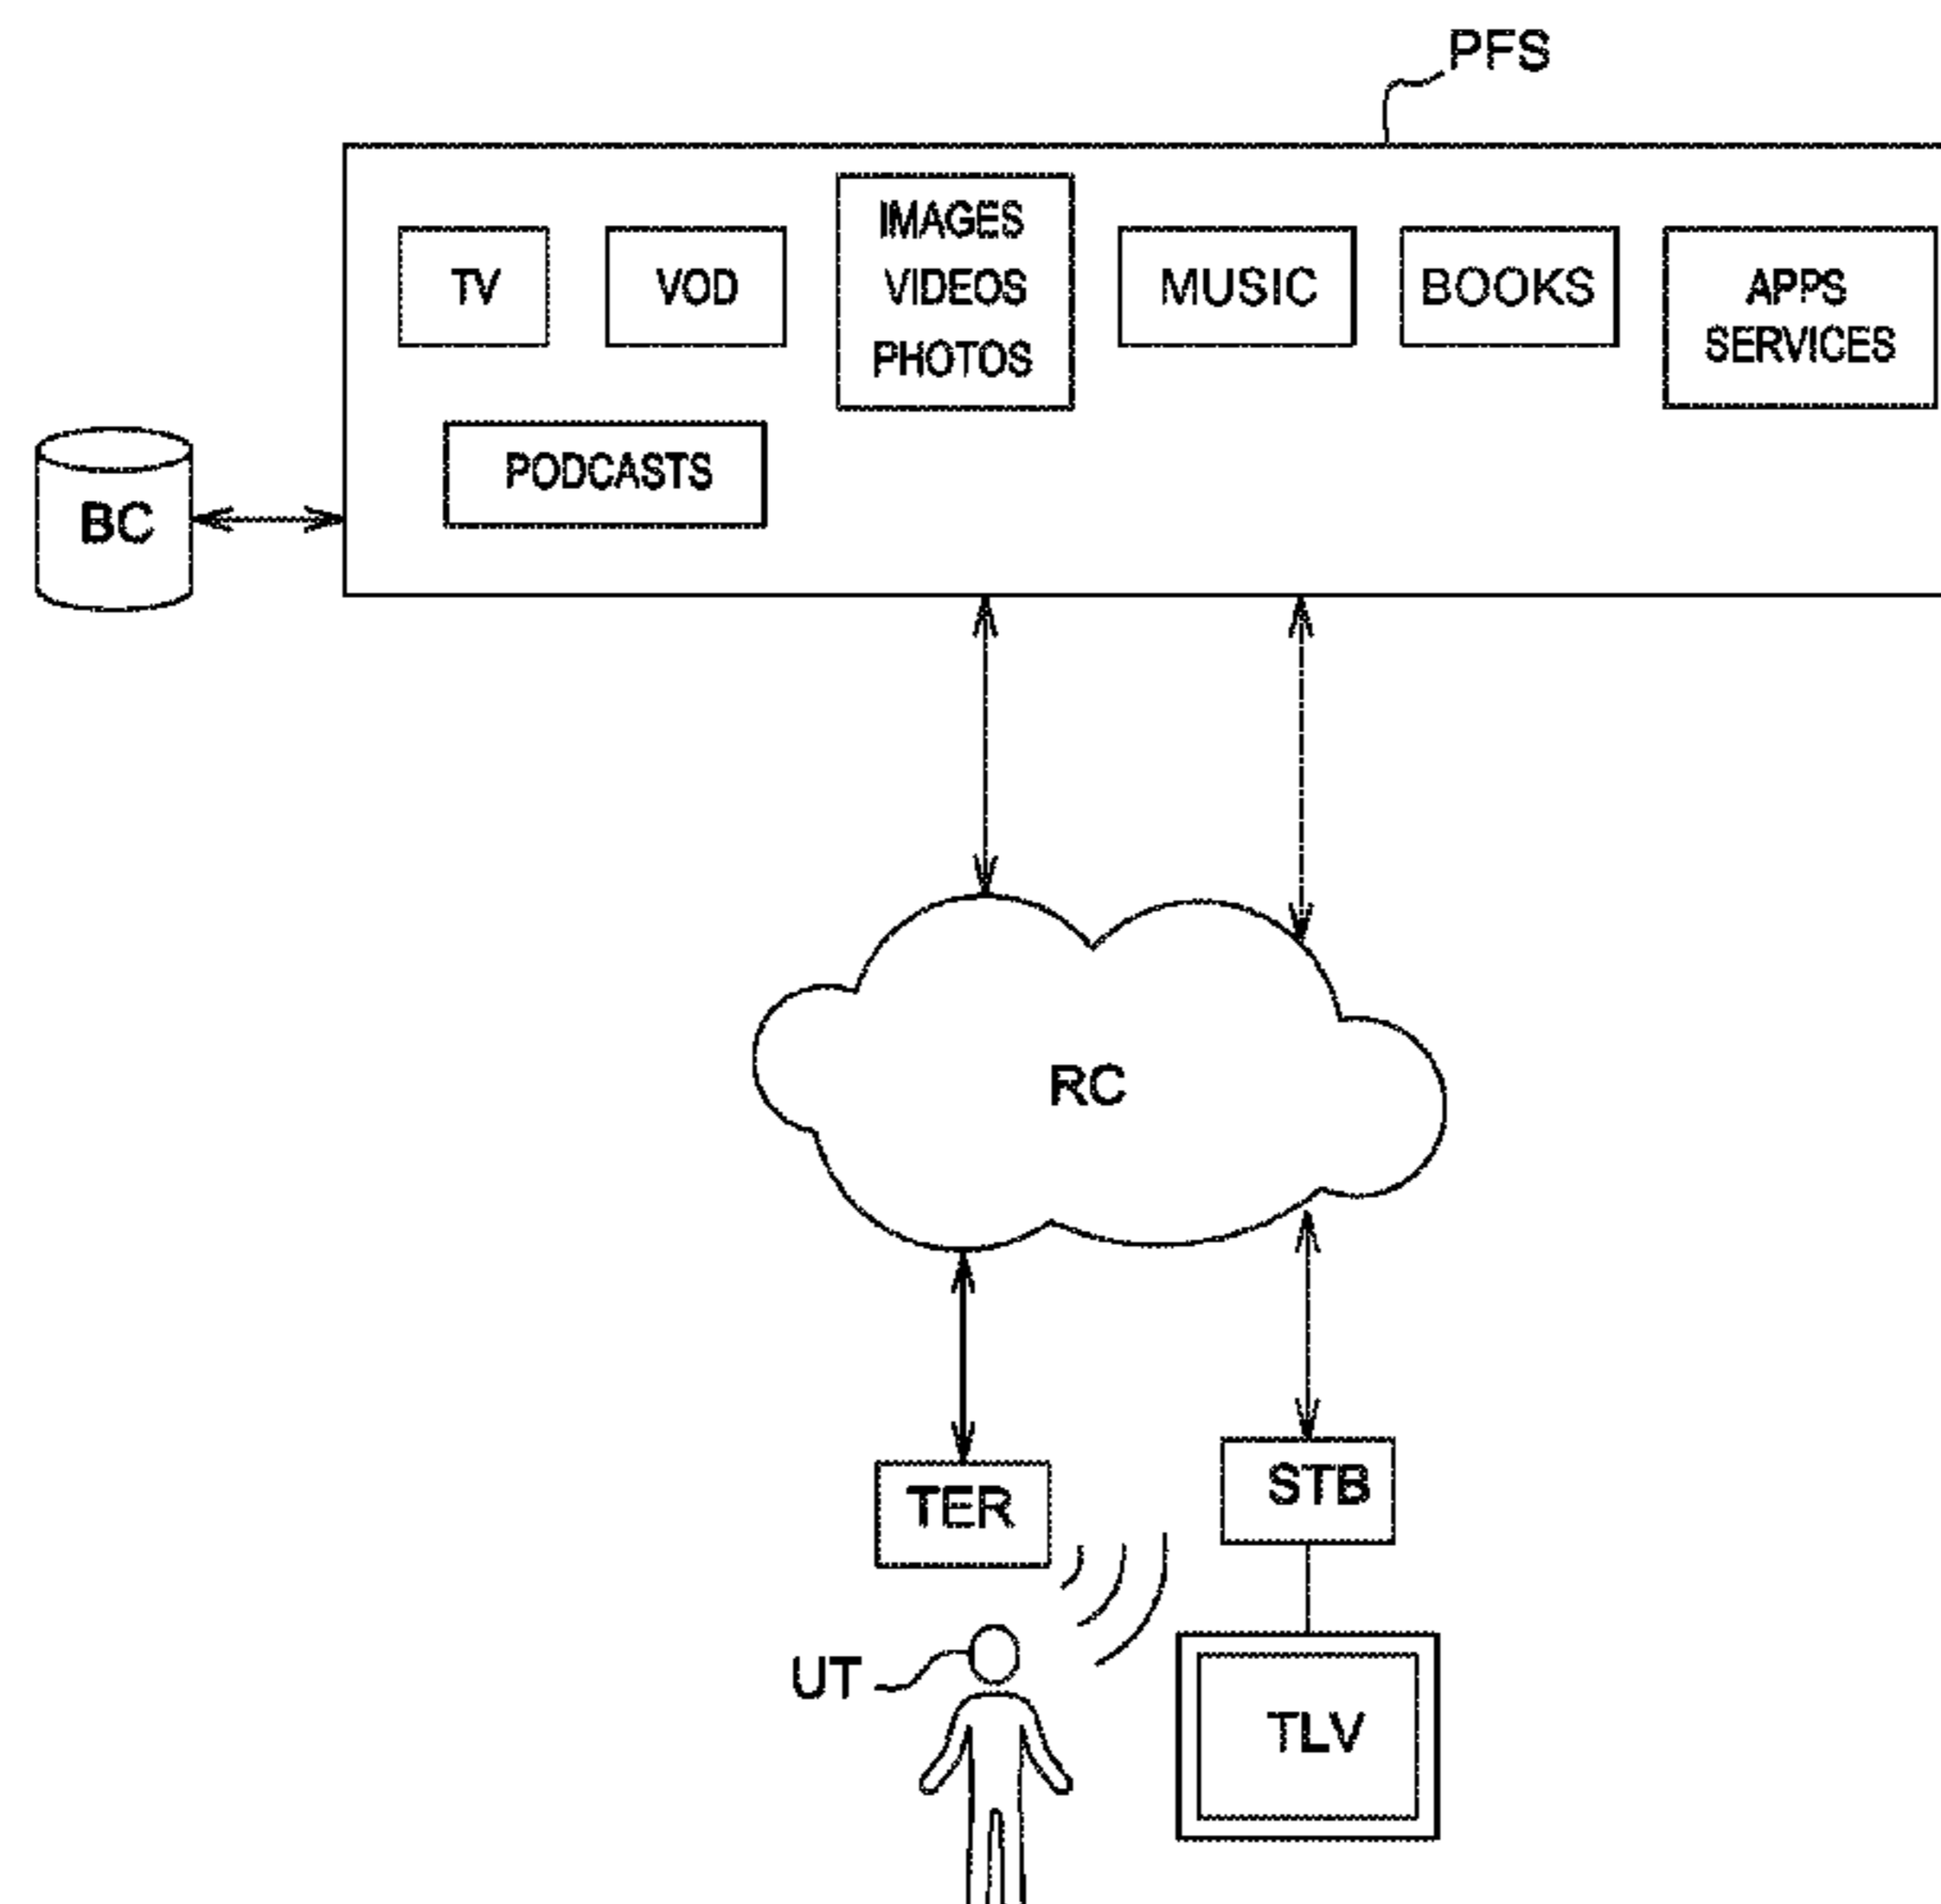 PFS
TV
VOD
IMAGES
VIDEOS
PHOTOS
MUSIC
BOOKS
APPS
SERVICES
PODCASTS
BC
RC
TER
STB
UT
TLV